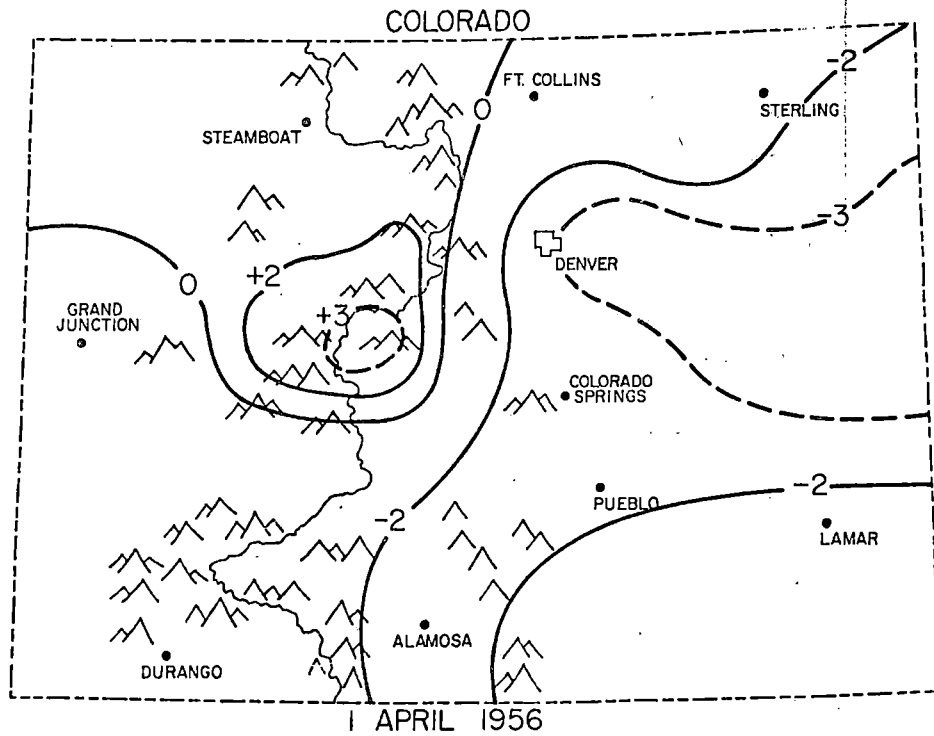 COLORADO
-2
FT. COLLINS
0
STERLING
STEAMBOAT
-3
DENVER
+2
0
GRAND
JUNCTION
+3
COLORADO
SPRINGS
-2
PUEBLO
-2
LAMAR
ALAMOSA
DURANGO
1 APRIL 1956